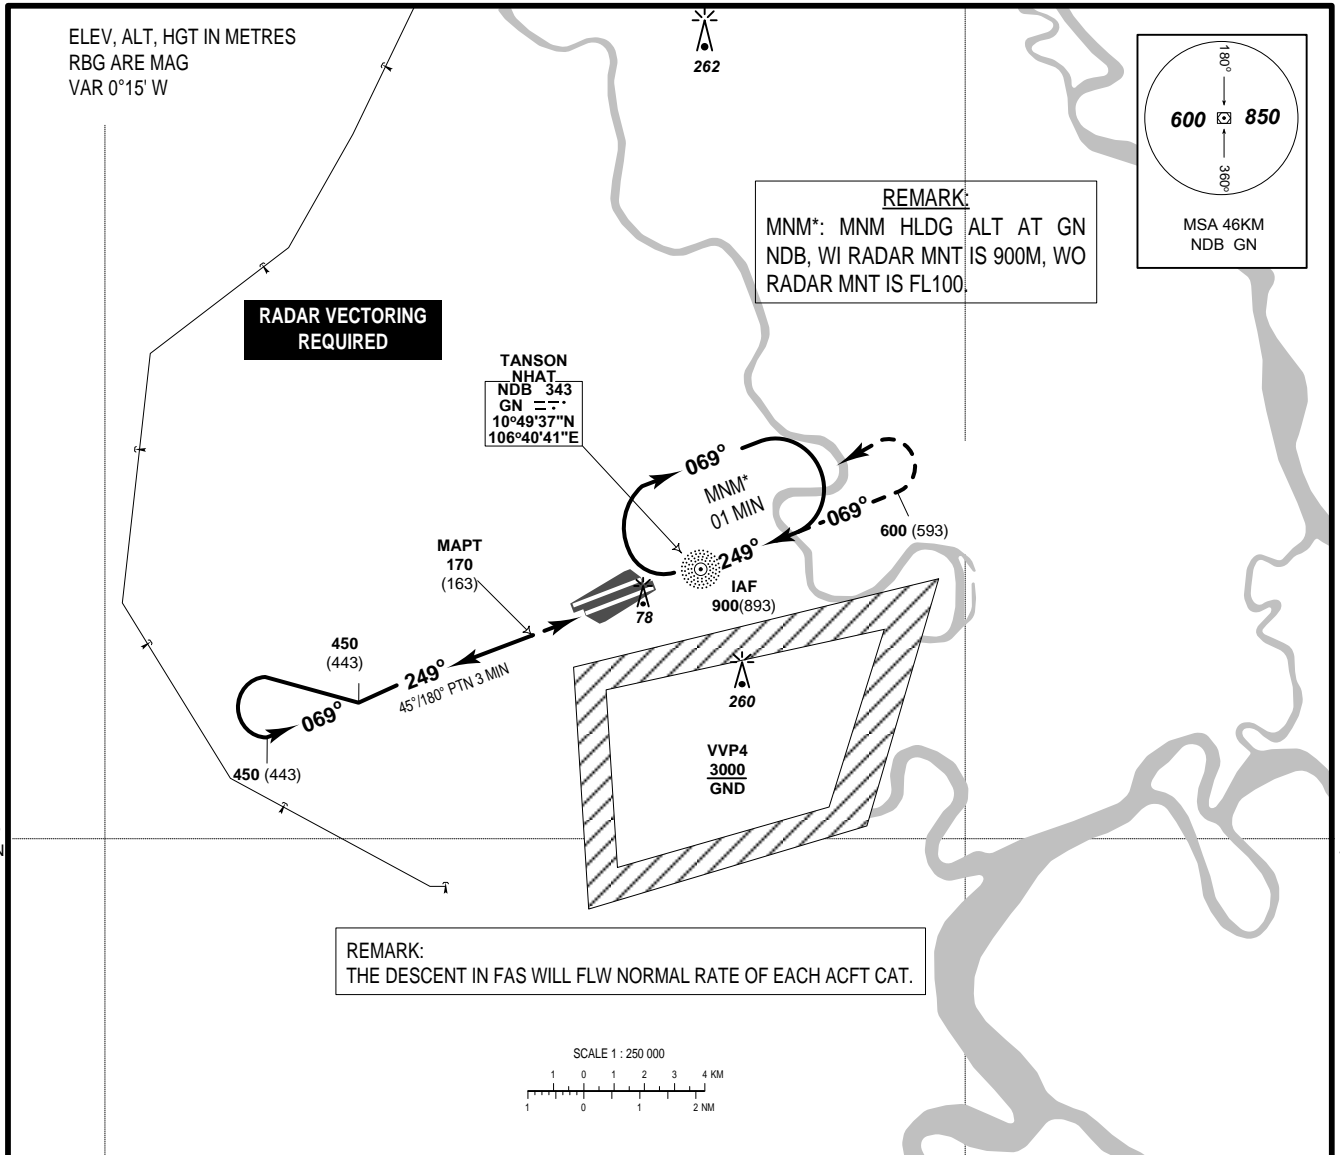 ELEV, ALT, HGT IN METRES
RBG ARE MAG
VAR 0°15' W
262
180°
600 850
360°
MSA 46KM
NDB GN
REMARK:
MNM*: MNM HLDG ALT AT GN
NDB, WI RADAR MNT IS 900M, WO
RADAR MNT IS FL100.
RADAR VECTORING
REQUIRED
TANSON
NHAT
NDB 343
GN
10º49'37"N
106º40'41"E
069°
MNM*
01 MIN
069°
600 (593)
249°
IAF
900(893)
MAPT
170
(163)
78
450
(443)
249°
45°/180° PTN 3 MIN
069°
450 (443)
260
VVP4
3000
GND
N
REMARK:
THE DESCENT IN FAS WILL FLW NORMAL RATE OF EACH ACFT CAT.
SCALE 1 : 250 000
1 0 1 2 3 4 KM
1 0 1 2 NM